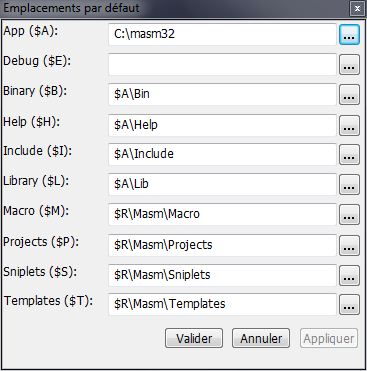 Emplacements par défaut x
App ($A): C:\masm32 ...
Debug ($E): ...
Binary ($B): $A\Bin ...
Help ($H): $A\Help ...
Include ($I): $A\Include ...
Library ($L): $A\Lib ...
Macro ($M): $R\Masm\Macro ...
Projects ($P): $R\Masm\Projects ...
Sniplets ($S): $R\Masm\Sniplets ...
Templates ($T): $R\Masm\Templates ...
Valider Annuler Appliquer